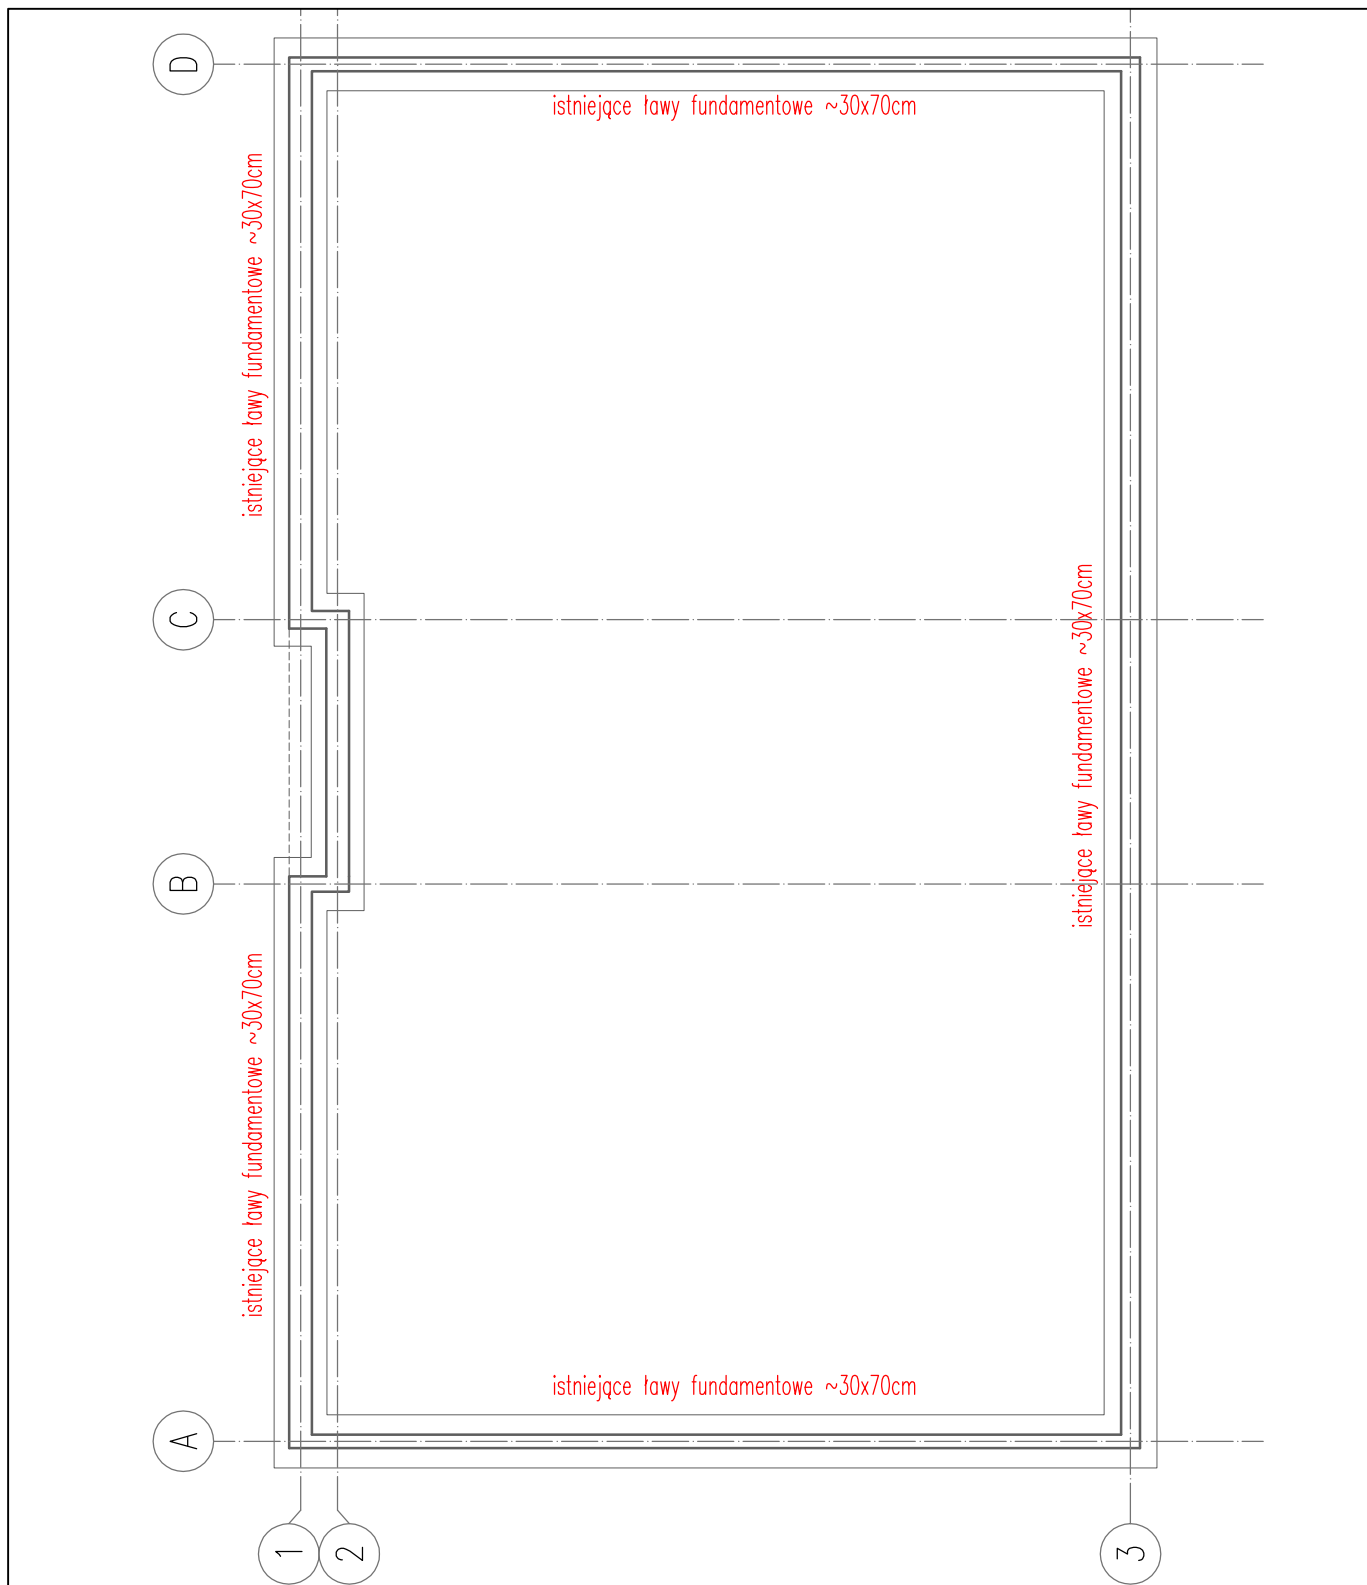 D
istniejące ławy fundamentowe ~30x70cm
istniejące ławy fundamentowe ~30x70cm
C
istniejące ławy fundamentowe ~30x70cm
B
istniejące ławy fundamentowe ~30x70cm
istniejące ławy fundamentowe ~30x70cm
A
1
2
3